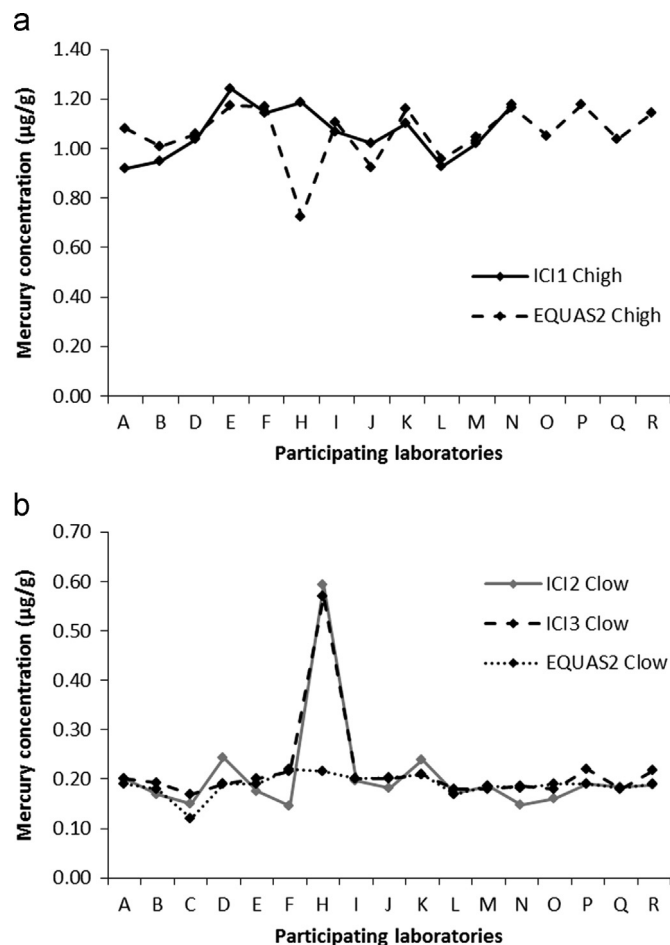 a
1.40
1.20
1.00
0.80
0.60
0.40
0.20
0.00
Mercury concentration (µg/g)
ICI1 Chigh
EQUAS2 Chigh
A B D E F H I J K L M N O P Q R
Participating laboratories
b
0.70
0.60
0.50
0.40
0.30
0.20
0.10
0.00
Mercury concentration (µg/g)
ICI2 Clow
ICI3 Clow
EQUAS2 Clow
A B C D E F H I J K L M N O P Q R
Participating laboratories